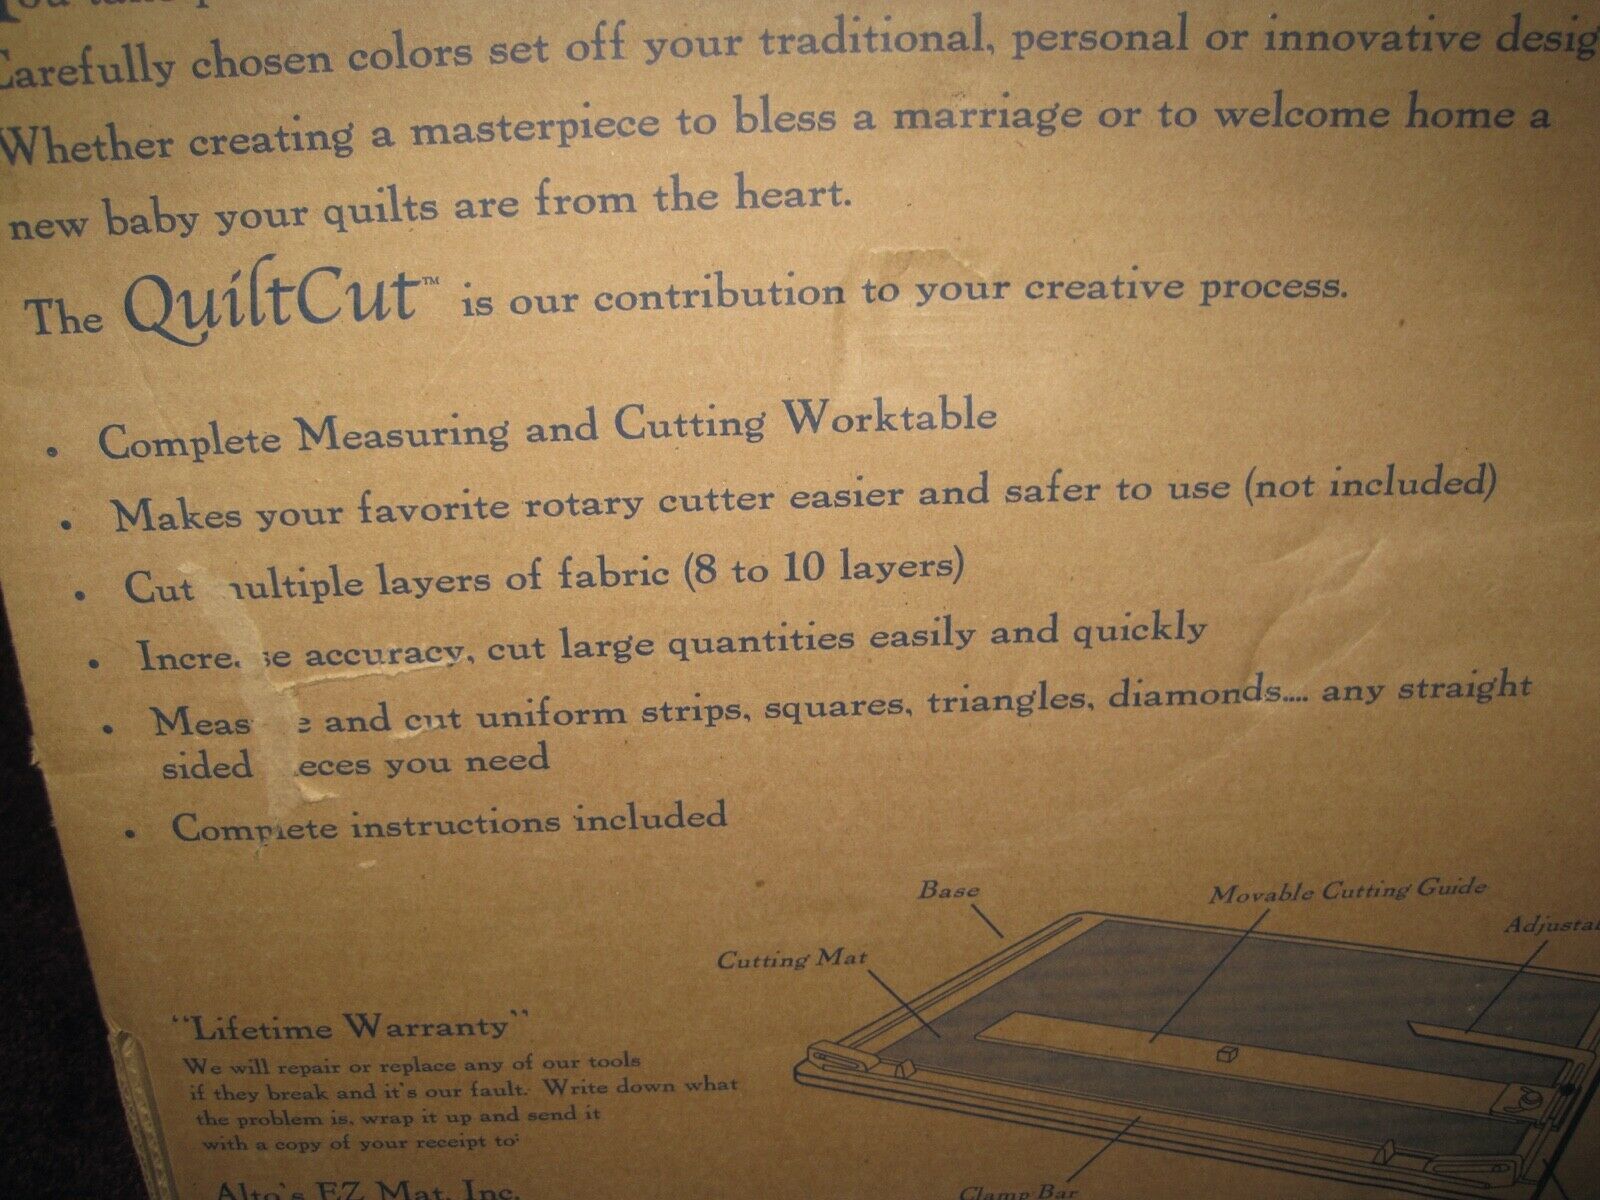 Carefully chosen colors set off your traditional, personal or innovative desig
Whether creating a masterpiece to bless a marriage or to welcome home a
new baby your quilts are from the heart.
The QuiltCut™ is our contribution to your creative process.
• Complete Measuring and Cutting Worktable
• Makes your favorite rotary cutter easier and safer to use (not included)
• Cut ultiple layers of fabric (8 to 10 layers)
• Incre se accuracy, cut large quantities easily and quickly
• Meas e and cut uniform strips, squares, triangles, diamonds.... any straight
sided eces you need
• Complete instructions included
Base
Movable Cutting Guide
Adjusta
Cutting Mat
"Lifetime Warranty"
We will repair or replace any of our tools
if they break and it's our fault. Write down what
the problem is, wrap it up and send it
with a copy of your receipt to:
Alto's EZ Mat, Inc.
Clamp Bar